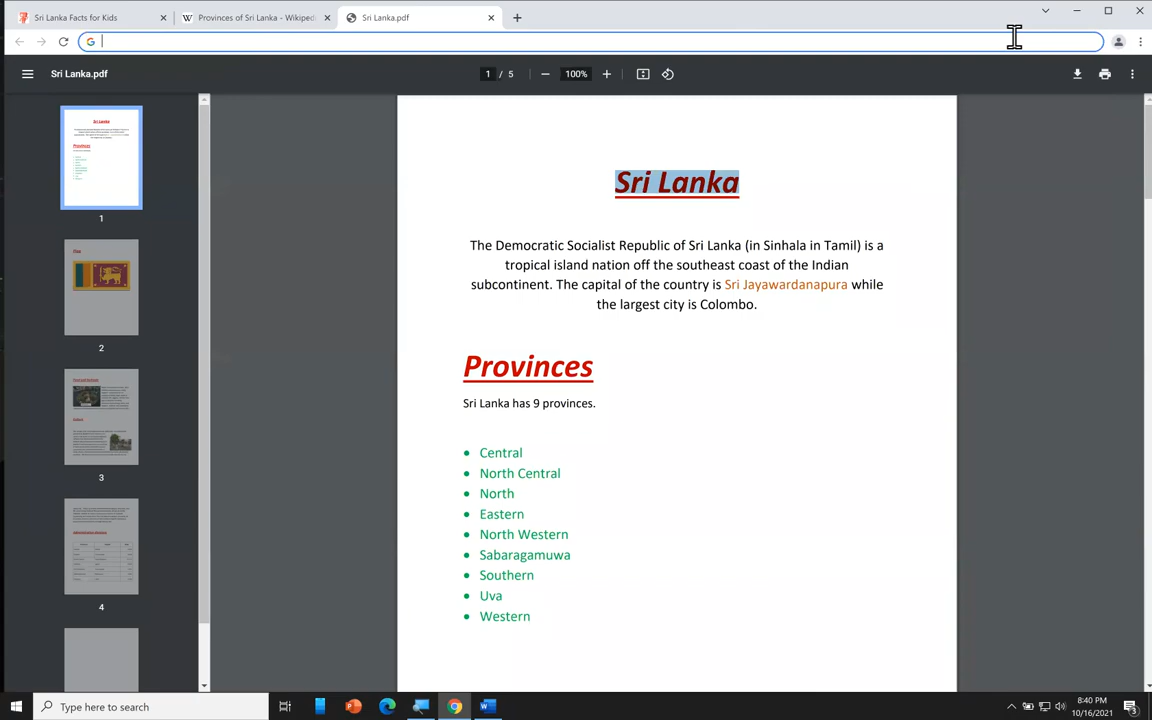 Sri Lanka Facts for Kids
Provinces of Sri Lanka - Wikiped
Sri Lanka.pdf
Sri Lanka.pdf
1 / 5
100%
Sri Lanka
The Democratic Socialist Republic of Sri Lanka (in Sinhala in Tamil) is a
tropical island nation off the southeast coast of the Indian
subcontinent. The capital of the country is Sri Jayawardanapura while
the largest city is Colombo.
Provinces
Sri Lanka has 9 provinces.
Central
North Central
North
Eastern
North Western
Sabaragamuwa
Southern
Uva
Western
1
2
3
4
Type here to search
8:40 PM
10/16/2021